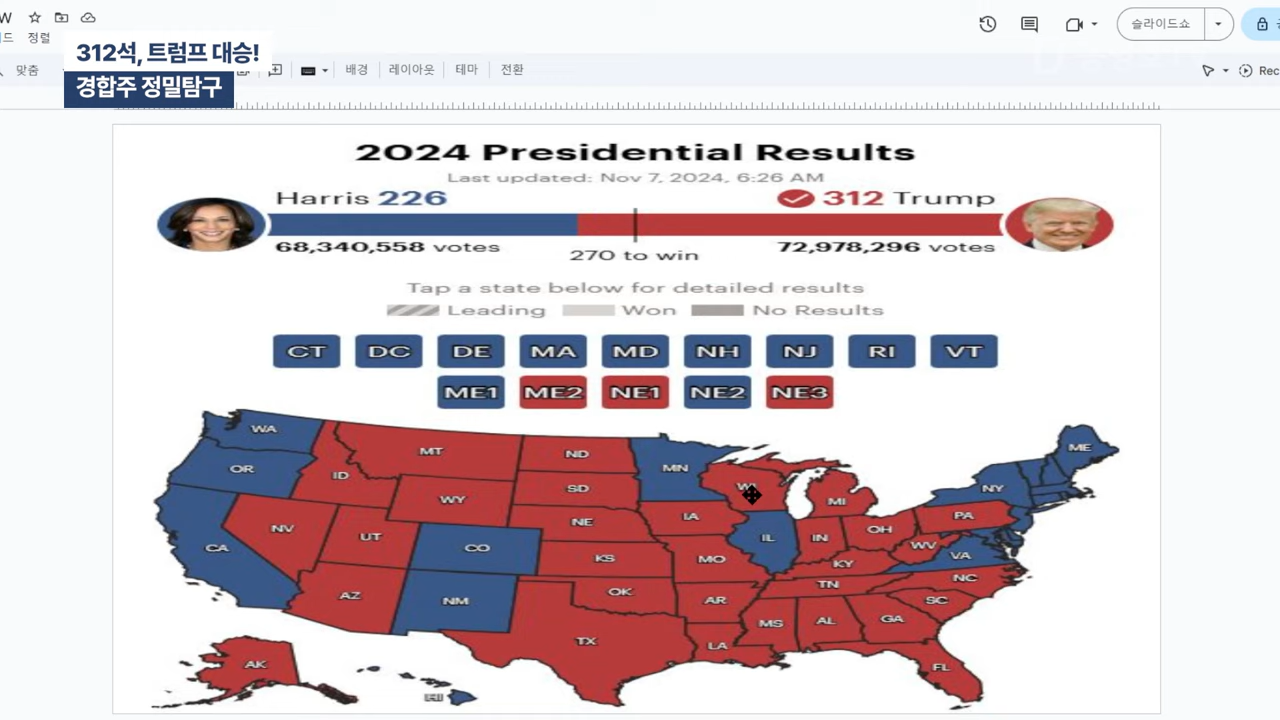 W
드 정렬
312석, 트럼프 대승!
경합주 정밀탐구
맞춤
배경 레이아웃 테마 전환
슬라이드쇼
Rec
2024 Presidential Results
Last updated: Nov 7, 2024, 6:26 AM
Harris 226
312 Trump
68,340,558 votes
270 to win
72,978,296 votes
Tap a state below for detailed results
Leading Won No Results
CT DC DE MA MD NH NJ RI VT
ME1 ME2 NE1 NE2 NE3
WA MT ND MN ME
OR ID SD NY
WY IA MI PA
NV UT NE IL IN OH
CA CO KS MO WV VA
KY
AZ NM OK AR TN NC
SC
TX MS AL GA
LA
AK FL
HI